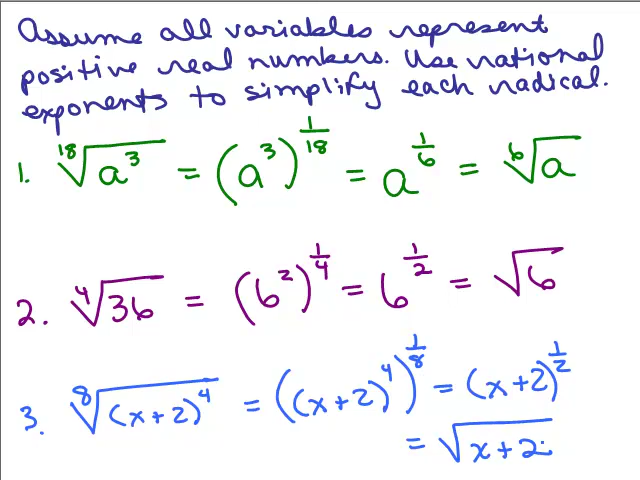 Assume all variables represent
positive real numbers. Use rational
exponents to simplify each radical.
1. ¹⁸√(a³) = (a³)^(1/18) = a^(1/6) = ⁶√a
2. ⁴√36 = (6²)^(1/4) = 6^(1/2) = √6
3. ⁸√((x+2)⁴) = ((x+2)⁴)^(1/8) = (x+2)^(1/2)
= √(x+2)